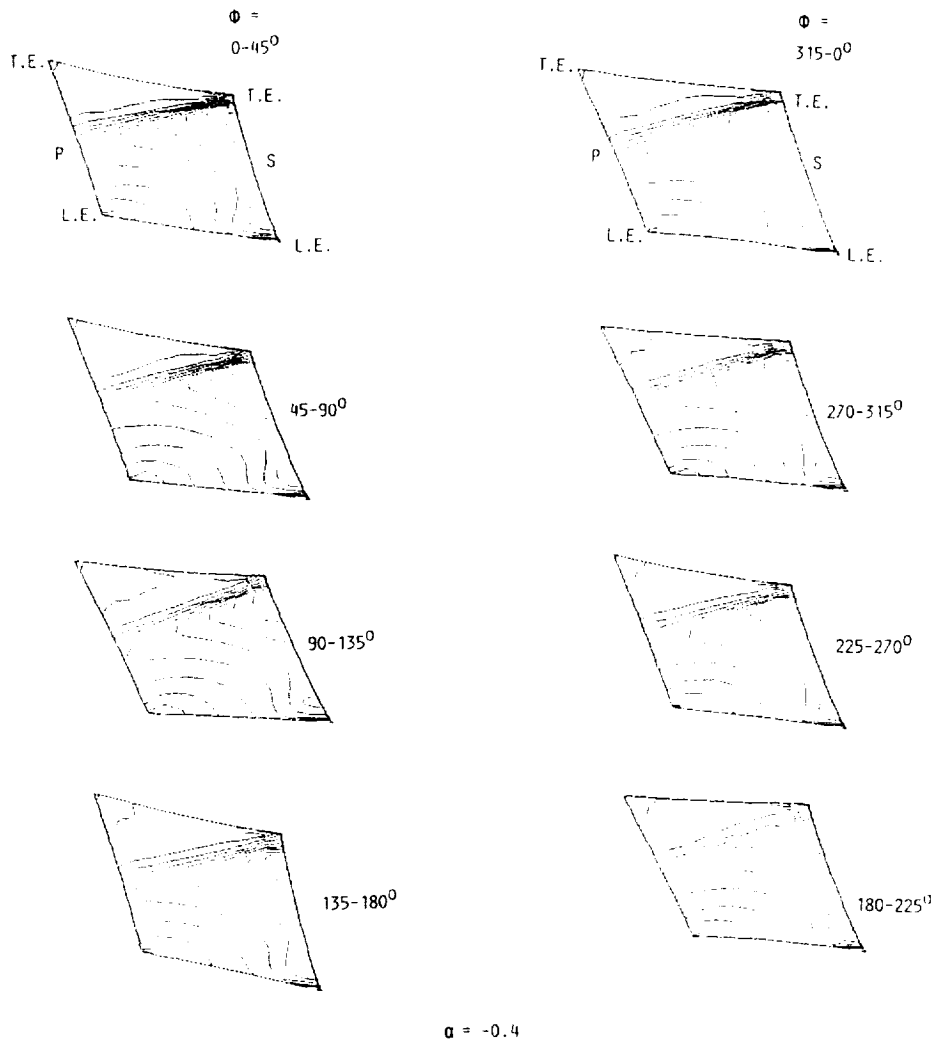 Φ =
0-45⁰
Φ =
315-0⁰
T.E.
T.E.
P
S
L.E.
L.E.
T.E.
T.E.
P
S
L.E.
L.E.
45-90⁰
270-315⁰
90-135⁰
225-270⁰
135-180⁰
180-225⁰
α = -0.4